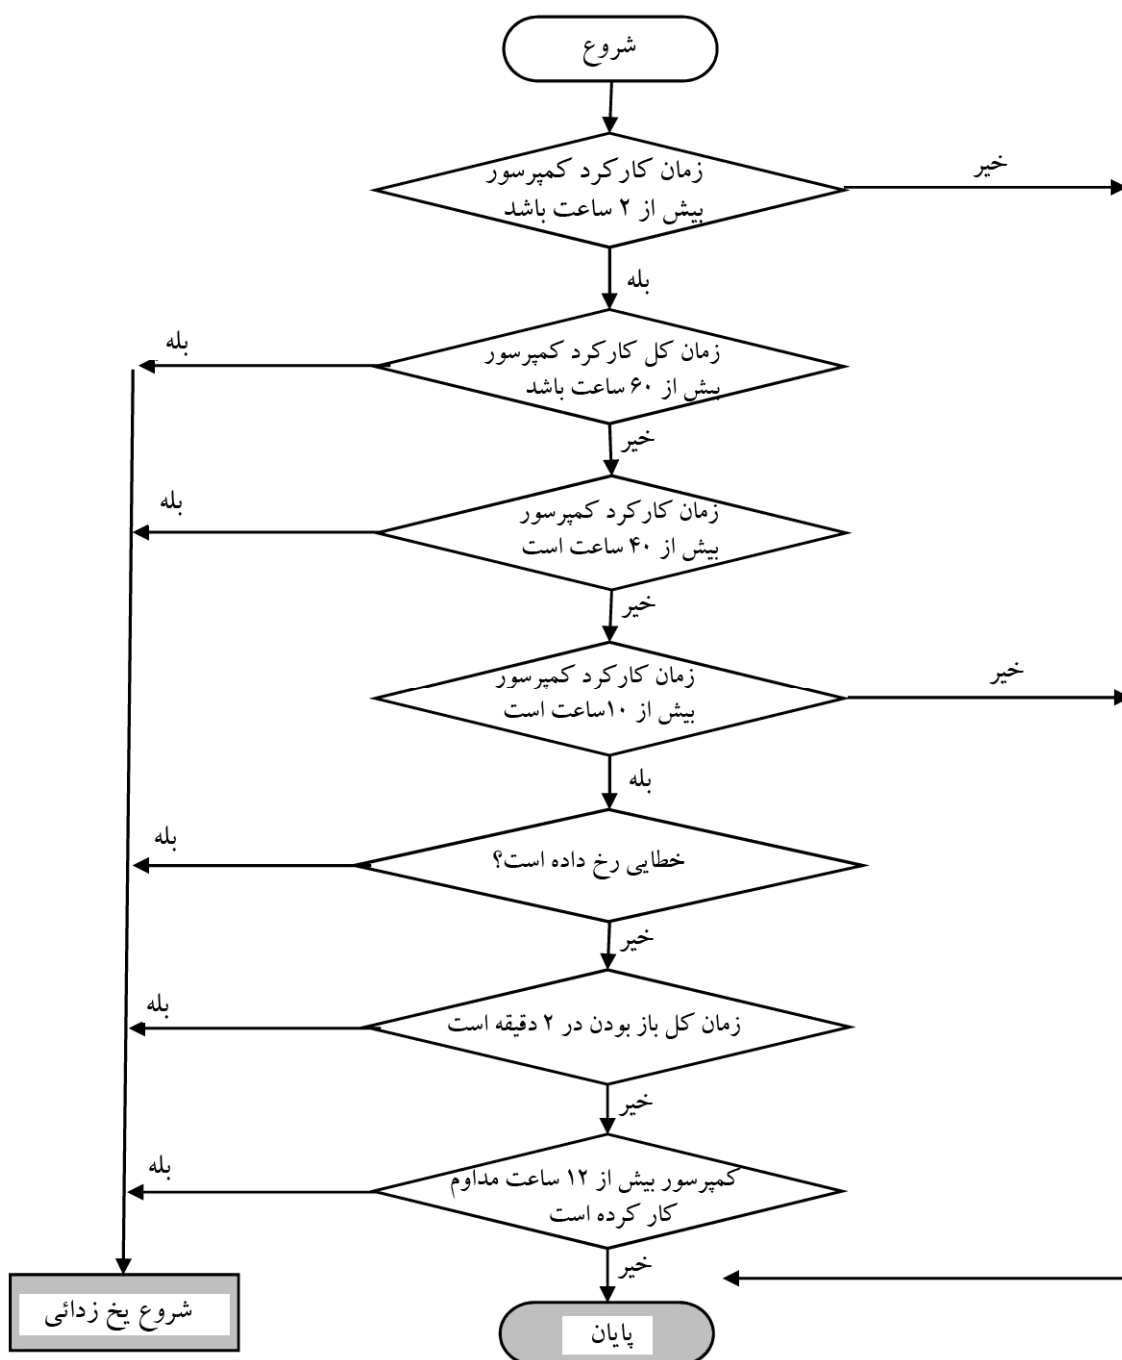 شروع
زمان کارکرد کمپرسور
بیش از ۲ ساعت باشد
خیر
بله
زمان کل کارکرد کمپرسور
بیش از ۶۰ ساعت باشد
بله
خیر
زمان کارکرد کمپرسور
بیش از ۴۰ ساعت است
بله
خیر
زمان کارکرد کمپرسور
بیش از ۱۰ساعت است
خیر
بله
خطایی رخ داده است؟
بله
خیر
زمان کل باز بودن در ۲ دقیقه است
بله
خیر
کمپرسور بیش از ۱۲ ساعت مداوم
کار کرده است
بله
خیر
شروع یخ زدائی
پایان